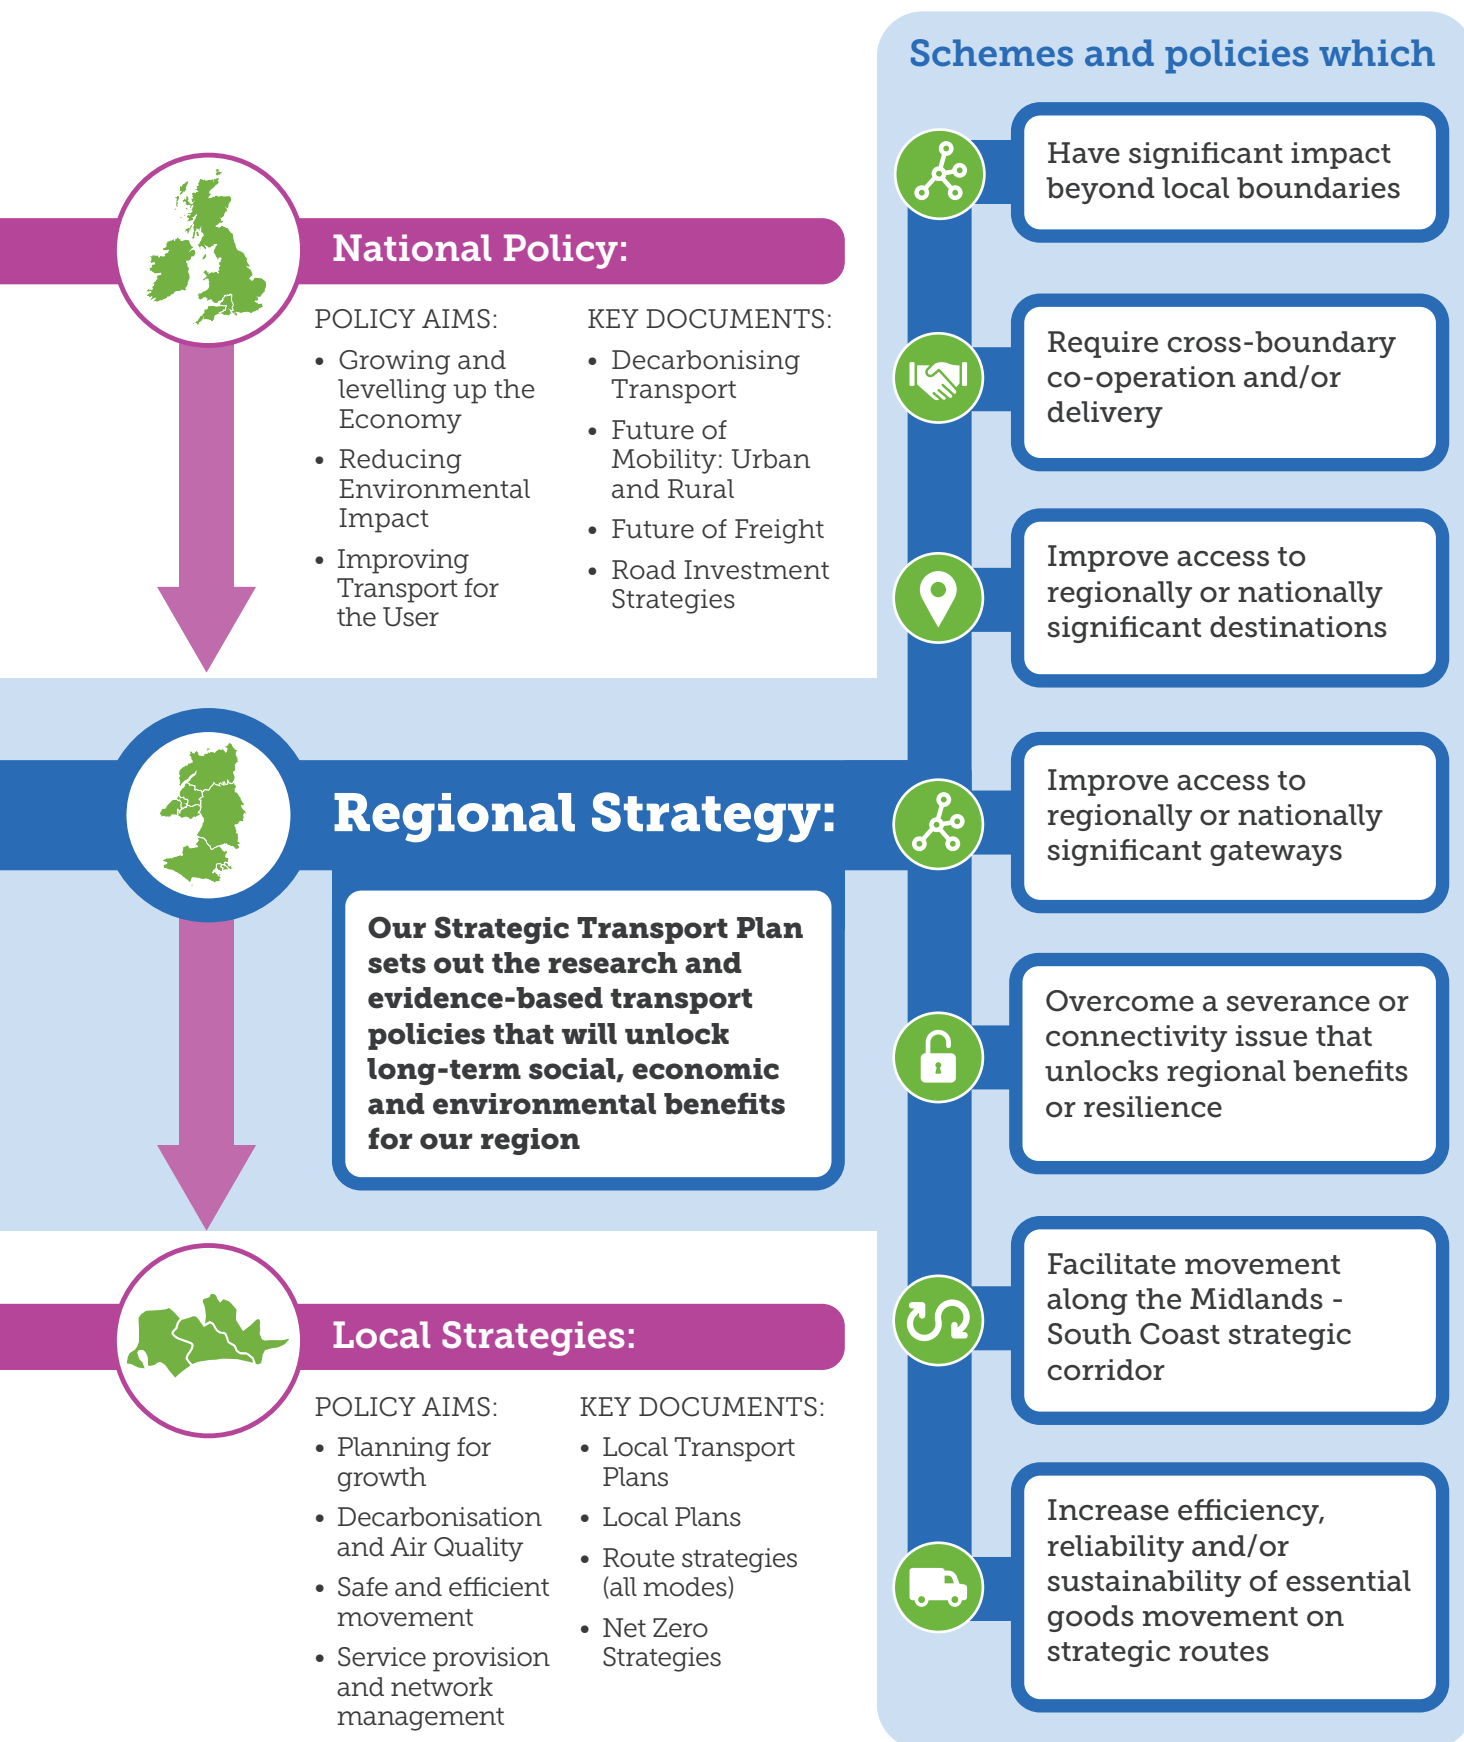 National Policy:
POLICY AIMS:
• Growing and
levelling up the
Economy
• Reducing
Environmental
Impact
• Improving
Transport for
the User
KEY DOCUMENTS:
• Decarbonising
Transport
• Future of
Mobility: Urban
and Rural
• Future of Freight
• Road Investment
Strategies
Regional Strategy:
Our Strategic Transport Plan
sets out the research and
evidence-based transport
policies that will unlock
long-term social, economic
and environmental benefits
for our region
Local Strategies:
POLICY AIMS:
• Planning for
growth
• Decarbonisation
and Air Quality
• Safe and efficient
movement
• Service provision
and network
management
KEY DOCUMENTS:
• Local Transport
Plans
• Local Plans
• Route strategies
(all modes)
• Net Zero
Strategies
Schemes and policies which
Have significant impact
beyond local boundaries
Require cross-boundary
co-operation and/or
delivery
Improve access to
regionally or nationally
significant destinations
Improve access to
regionally or nationally
significant gateways
Overcome a severance or
connectivity issue that
unlocks regional benefits
or resilience
Facilitate movement
along the Midlands -
South Coast strategic
corridor
Increase efficiency,
reliability and/or
sustainability of essential
goods movement on
strategic routes